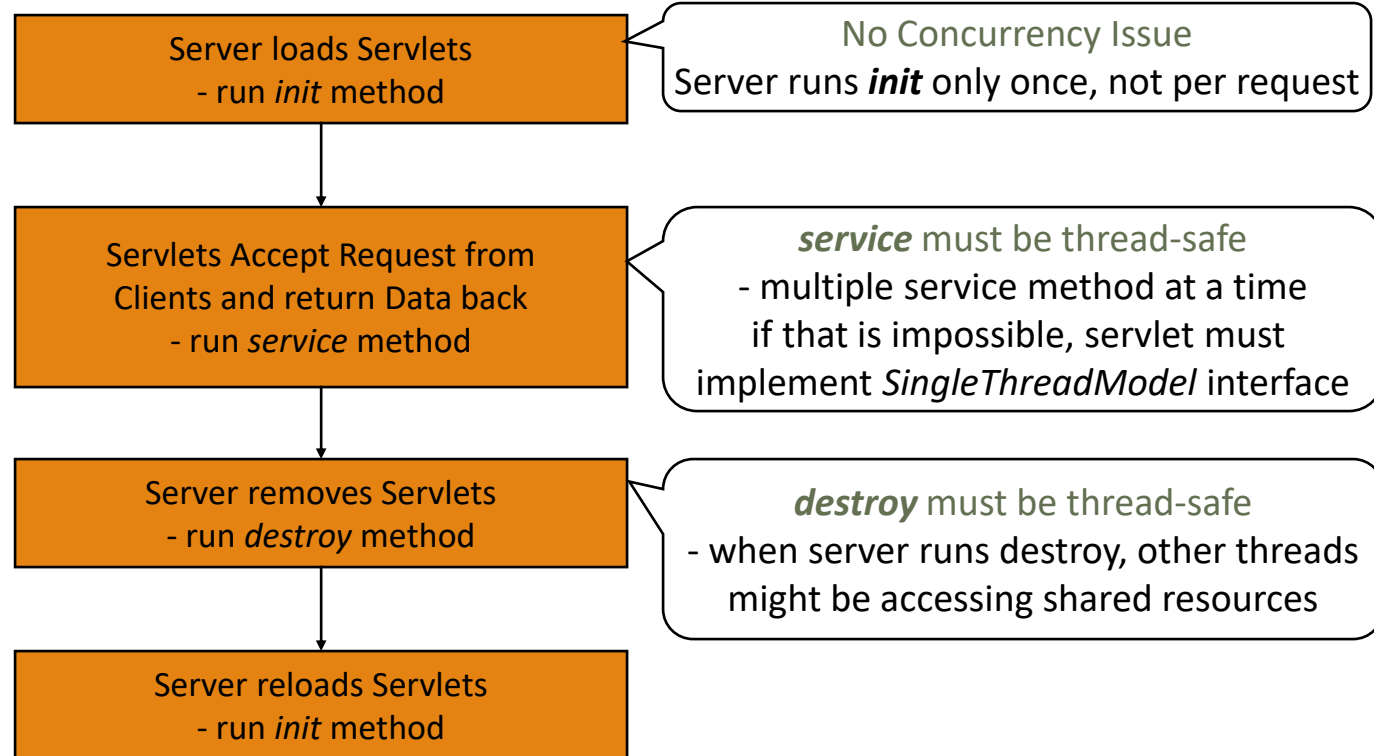 Server loads Servlets
- run init method
No Concurrency Issue
Server runs init only once, not per request
Servlets Accept Request from
Clients and return Data back
- run service method
service must be thread-safe
- multiple service method at a time
if that is impossible, servlet must
implement SingleThreadModel interface
Server removes Servlets
- run destroy method
destroy must be thread-safe
- when server runs destroy, other threads
might be accessing shared resources
Server reloads Servlets
- run init method